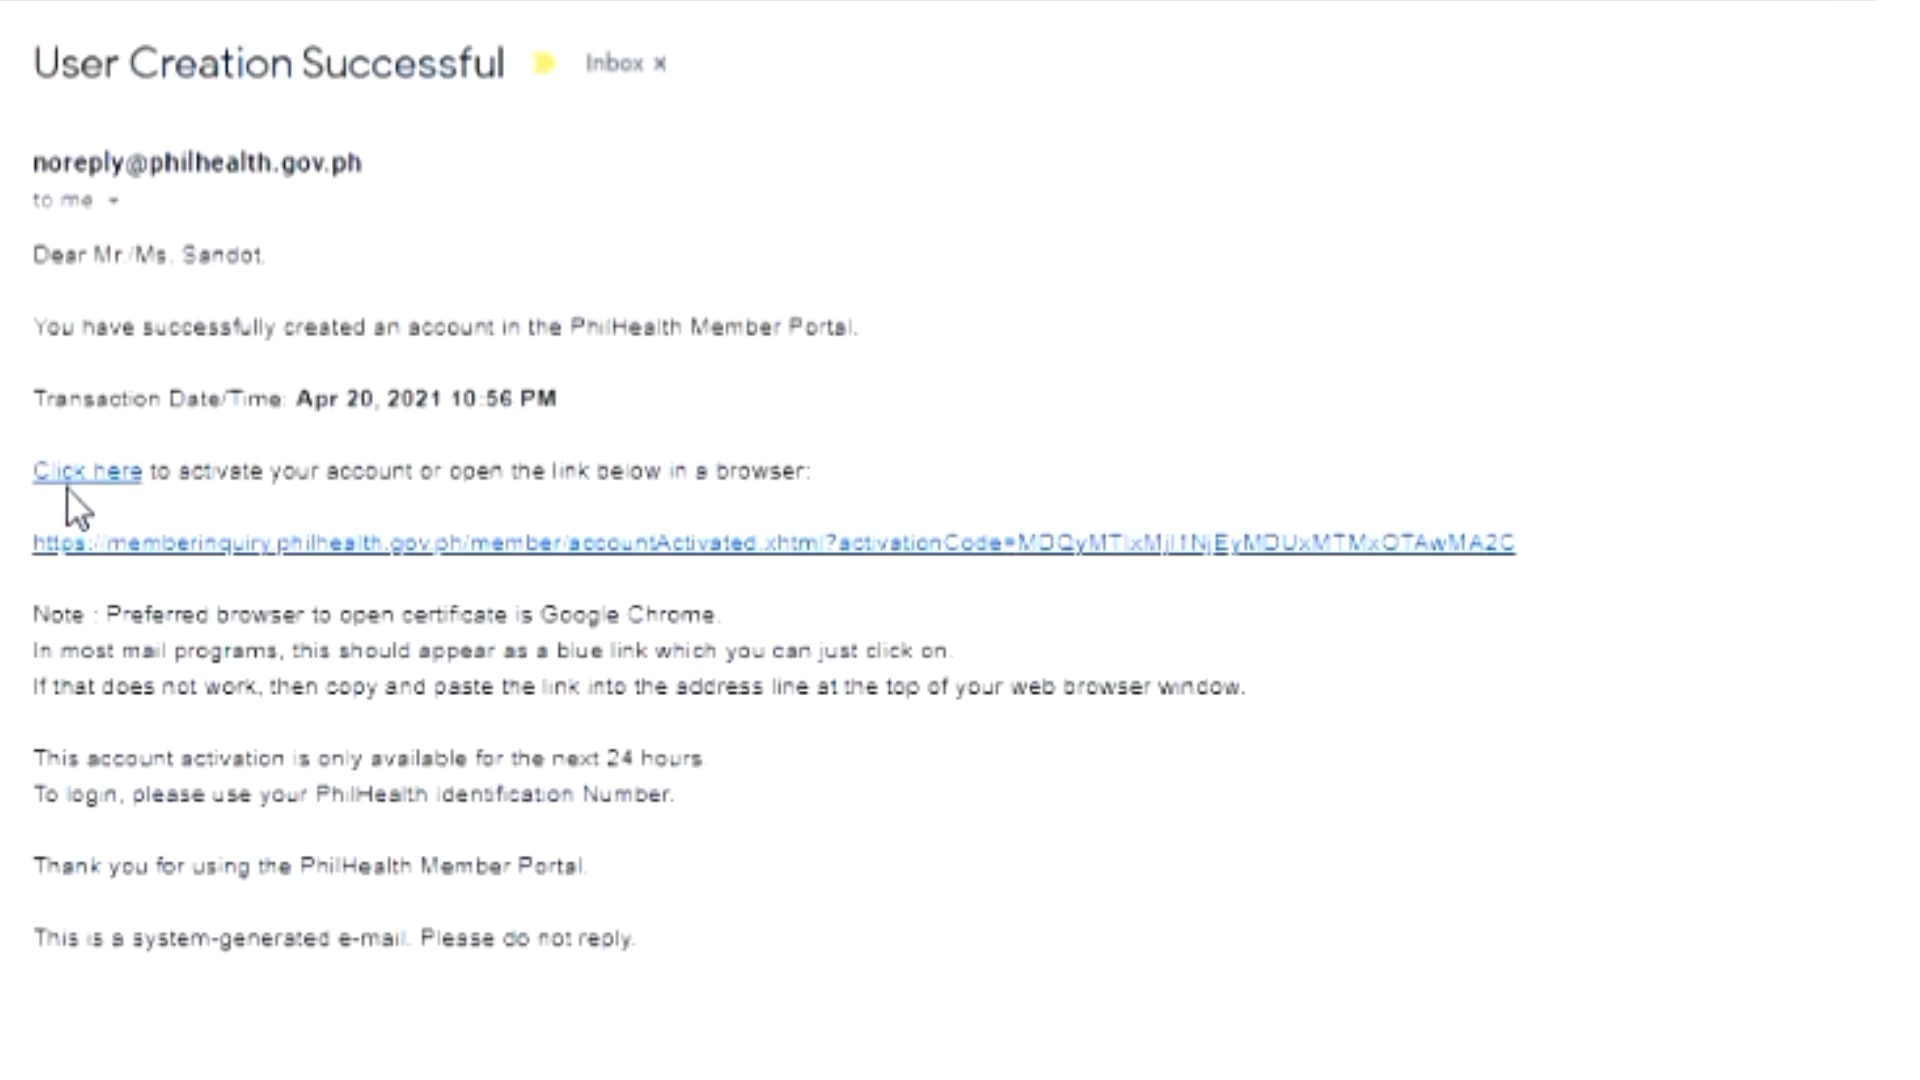 User Creation Successful Inbox x
noreply@philhealth.gov.ph
to me
Dear Mr./Ms. Sandot,
You have successfully created an account in the PhilHealth Member Portal.
Transaction Date/Time: Apr 20, 2021 10:56 PM
Click here to activate your account or open the link below in a browser:
Note : Preferred browser to open certificate is Google Chrome.
In most mail programs, this should appear as a blue link which you can just click on.
If that does not work, then copy and paste the link into the address line at the top of your web browser window.
This account activation is only available for the next 24 hours.
To login, please use your PhilHealth Identification Number.
Thank you for using the PhilHealth Member Portal.
This is a system-generated e-mail. Please do not reply.